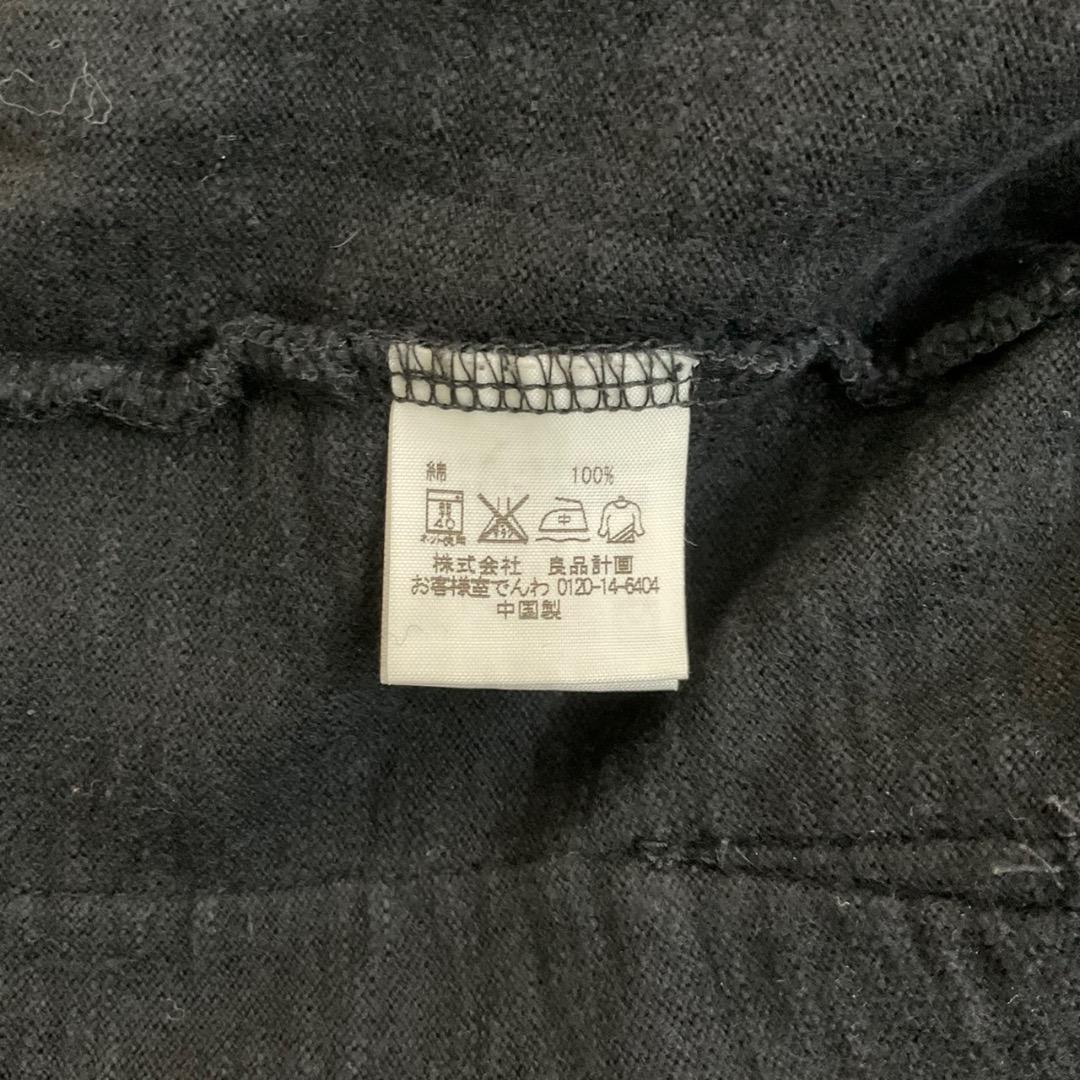 綿 100%
40
ネット使用
中
株式会社 良品計画
お客様室でんわ 0120-14-6404
中国製